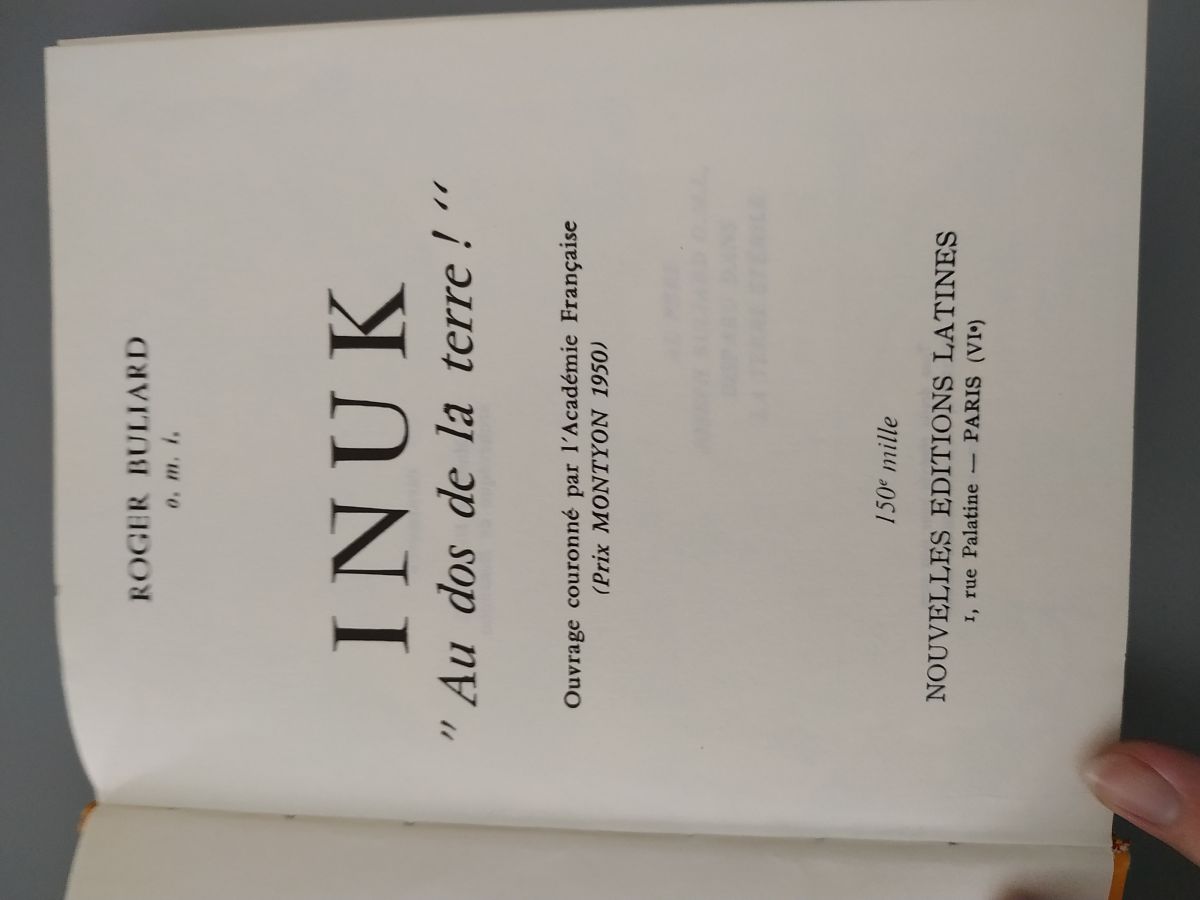 ROGER BULIARD
o. m. i.
INUK
" Au dos de la terre ! "
Ouvrage couronné par l'Académie Française
(Prix MONTYON 1950)
150e mille
NOUVELLES EDITIONS LATINES
1, rue Palatine — PARIS (VIe)